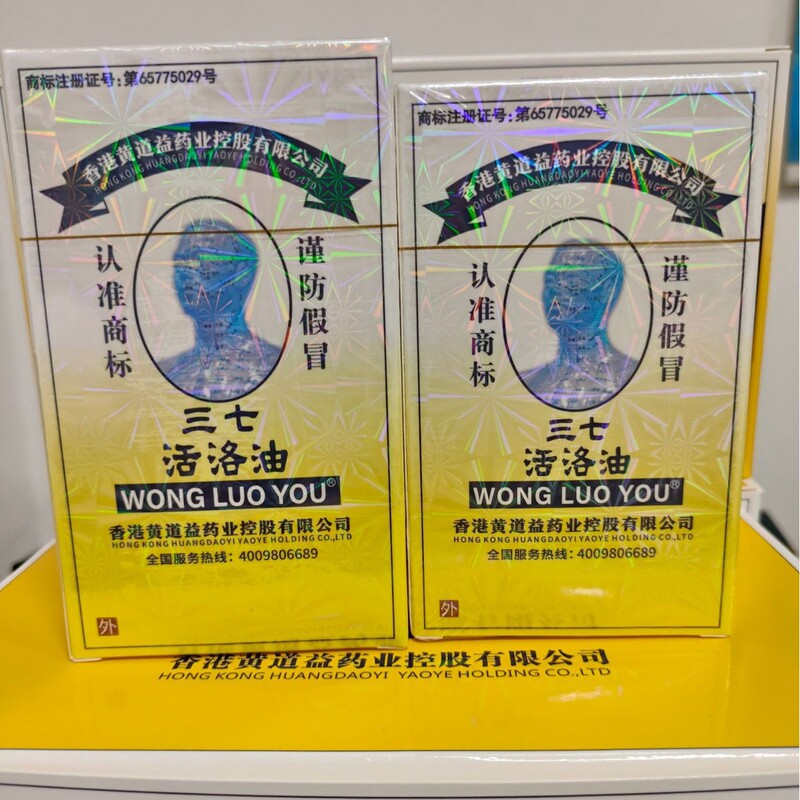 商标注册证号:第65775029号
香港黄道益药业控股有限公司
HONG KONG HUANGDAOYI YAOYE HOLDING CO.,LTD
认准商标
谨防假冒
三七
活洛油
WONG LUO YOU®
香港黄道益药业控股有限公司
HONG KONG HUANGDAOYI YAOYE HOLDING CO.,LTD
全国服务热线:4009806689
外
商标注册证号:第65775029号
香港黄道益药业控股有限公司
HONG KONG HUANGDAOYI YAOYE HOLDING CO.,LTD
认准商标
谨防假冒
三七
活洛油
WONG LUO YOU®
香港黄道益药业控股有限公司
HONG KONG HUANGDAOYI YAOYE HOLDING CO.,LTD
全国服务热线:4009806689
外
香港黄道益药业控股有限公司
HONG KONG HUANGDAOYI YAOYE HOLDING CO.,LTD